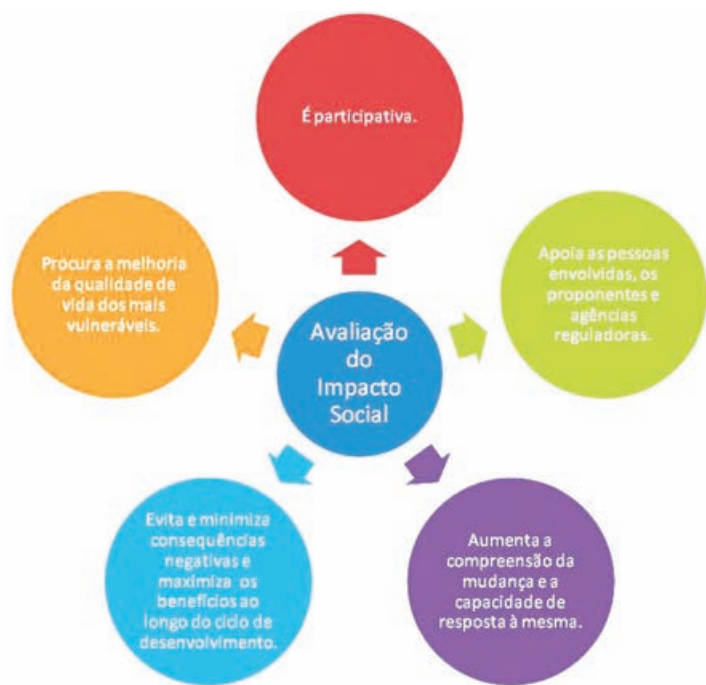 É participativa.
Procura a melhoria
da qualidade de
vida dos mais
vulneráveis.
Apoia as pessoas
envolvidas, os
proponentes e
agências
reguladoras.
Avaliação
do
Impacto
Social
Evita e minimiza
consequências
negativas e
maximiza os
benefícios ao
longo do ciclo de
desenvolvimento.
Aumenta a
compreensão da
mudança e a
capacidade de
resposta à mesma.